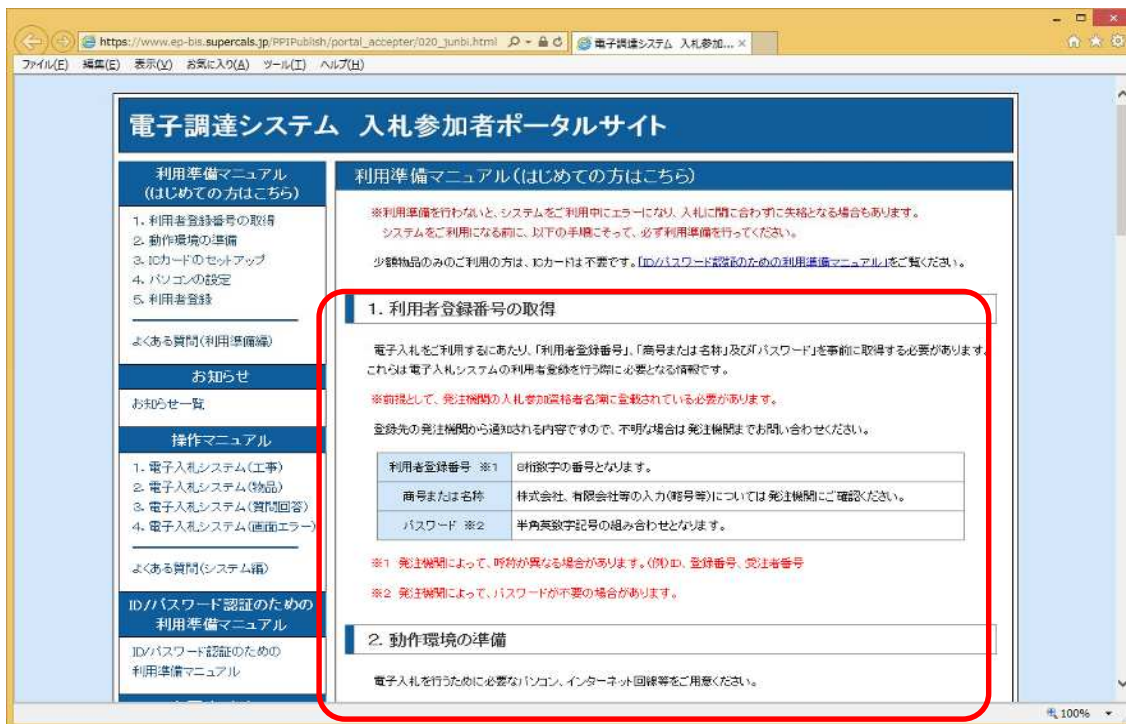 https://www.ep-bis.supercals.jp/PPIPublish/portal_accepter/020_junbi.html
電子調達システム 入札参加...
ファイル(F) 編集(E) 表示(V) お気に入り(A) ツール(T) ヘルプ(H)
電子調達システム 入札参加者ポータルサイト
利用準備マニュアル
(はじめての方はこちら)
1. 利用者登録番号の取得
2. 動作環境の準備
3. ICカードのセットアップ
4. パソコンの設定
5. 利用者登録
よくある質問(利用準備編)
お知らせ
お知らせ一覧
操作マニュアル
1. 電子入札システム(工事)
2. 電子入札システム(物品)
3. 電子入札システム(質問回答)
4. 電子入札システム(画面エラー)
よくある質問(システム編)
ID/パスワード認証のための
利用準備マニュアル
ID/パスワード認証のための
利用準備マニュアル
利用準備マニュアル(はじめての方はこちら)
※利用準備を行わないと、システムをご利用中にエラーになり、入札に間に合わずに失格となる場合もあります。
システムをご利用になる前に、以下の手順にそって、必ず利用準備を行ってください。
少額物品のみのご利用の方は、ICカードは不要です。「ID/パスワード認証のための利用準備マニュアル」をご覧ください。
1. 利用者登録番号の取得
電子入札をご利用するにあたり、「利用者登録番号」、「商号または名称」及び「パスワード」を事前に取得する必要があります。
これらは電子入札システムの利用者登録を行う際に必要となる情報です。
※前提として、発注機関の入札参加資格者名簿に登載されている必要があります。
登録先の発注機関から通知される内容ですので、不明な場合は発注機関までお問い合わせください。
利用者登録番号 ※1 8桁数字の番号となります。
商号または名称 株式会社、有限会社等の入力(略号等)については発注機関にご確認ください。
パスワード ※2 半角英数字記号の組み合わせとなります。
※1 発注機関によって、呼称が異なる場合があります。(例)ID、登録番号、受注者番号
※2 発注機関によって、パスワードが不要の場合があります。
2. 動作環境の準備
電子入札を行うために必要なパソコン、インターネット回線等をご用意ください。
100%